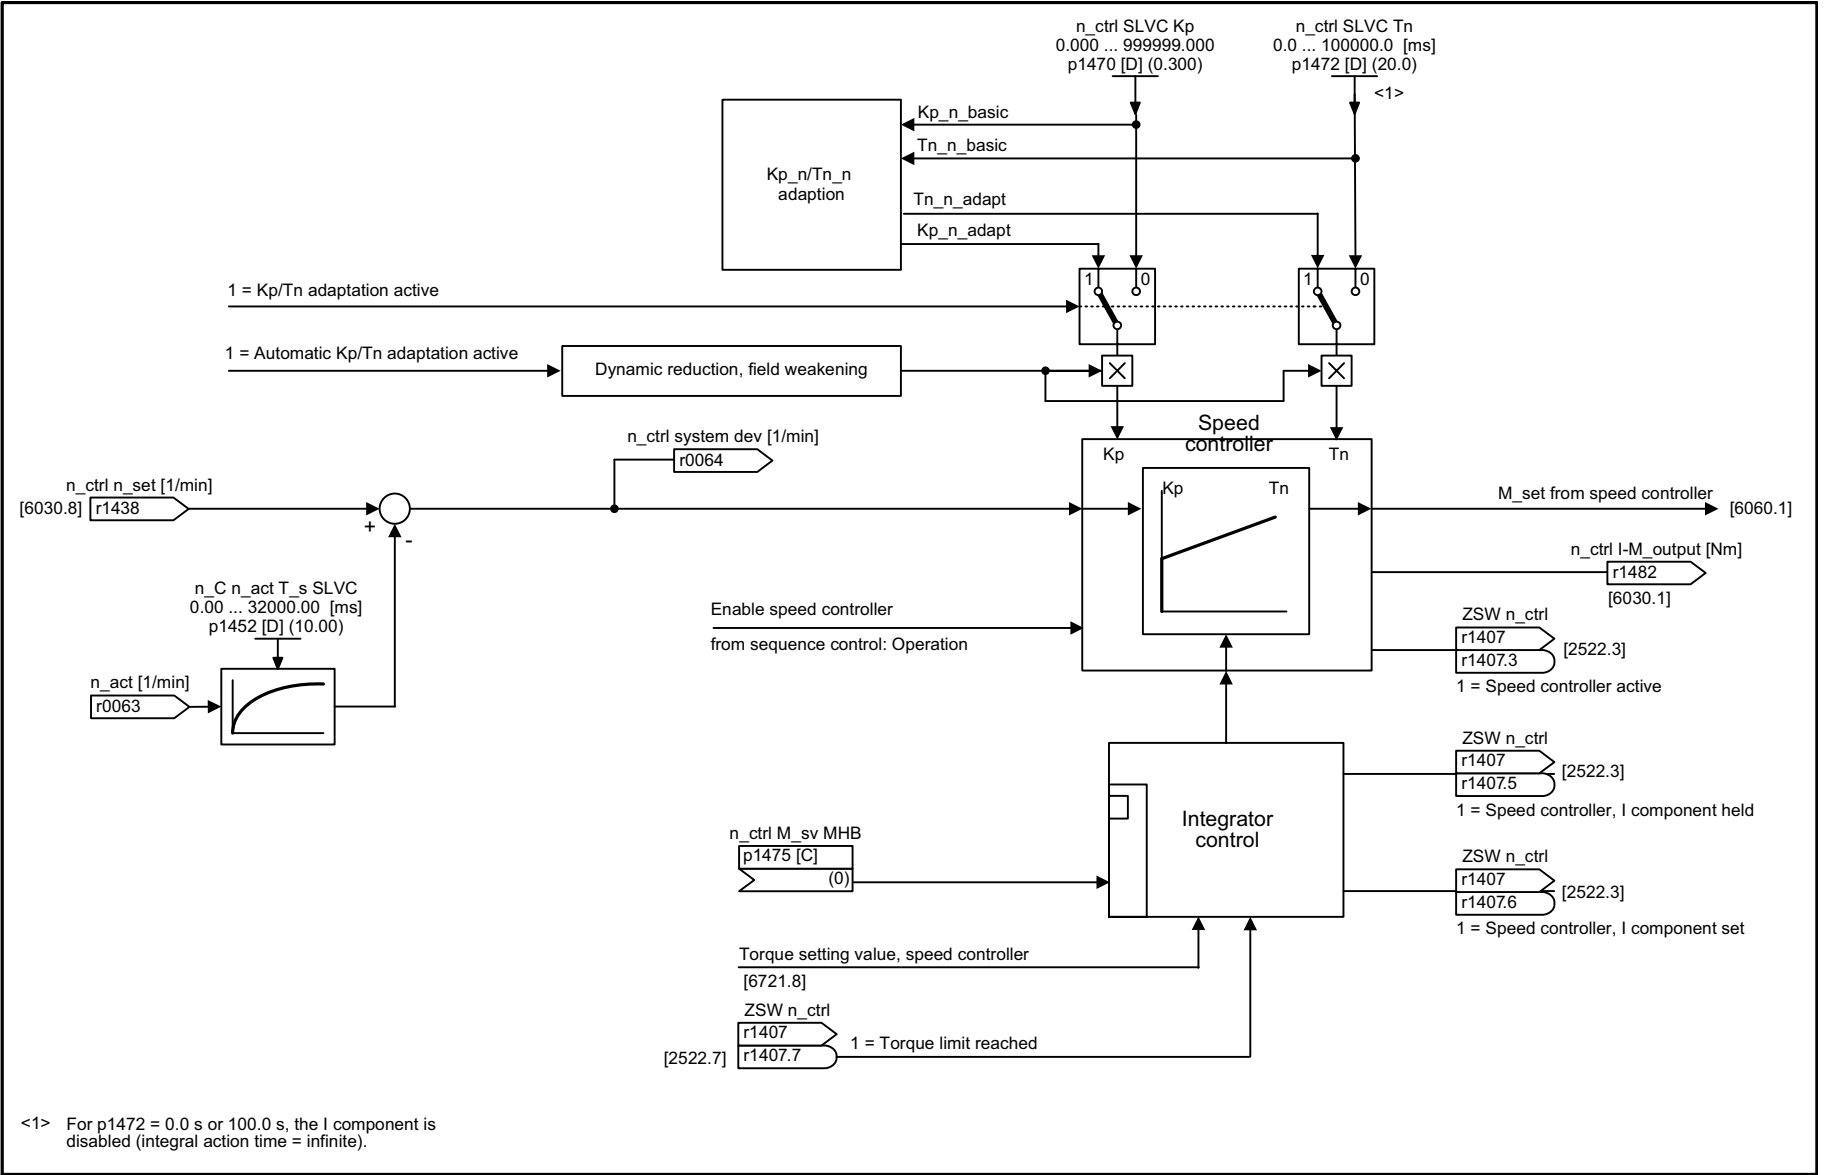 n_ctrl SLVC Kp
0.000 ... 999999.000
p1470 [D] (0.300)
n_ctrl SLVC Tn
0.0 ... 100000.0 [ms]
p1472 [D] (20.0)
<1>
Kp_n_basic
Tn_n_basic
Kp_n/Tn_n
adaption
Tn_n_adapt
Kp_n_adapt
1 0
1 0
1 = Kp/Tn adaptation active
1 = Automatic Kp/Tn adaptation active
Dynamic reduction, field weakening
Speed
controller
Kp
Tn
Kp
Tn
n_ctrl system dev [1/min]
r0064
n_ctrl n_set [1/min]
[6030.8]
r1438
+
-
M_set from speed controller
[6060.1]
n_ctrl I-M_output [Nm]
r1482
[6030.1]
n_C n_act T_s SLVC
0.00 ... 32000.00 [ms]
p1452 [D] (10.00)
n_act [1/min]
r0063
Enable speed controller
from sequence control: Operation
ZSW n_ctrl
r1407
r1407.3
[2522.3]
1 = Speed controller active
ZSW n_ctrl
r1407
r1407.5
[2522.3]
1 = Speed controller, I component held
Integrator
control
n_ctrl M_sv MHB
p1475 [C]
(0)
ZSW n_ctrl
r1407
r1407.6
[2522.3]
1 = Speed controller, I component set
Torque setting value, speed controller
[6721.8]
ZSW n_ctrl
r1407
[2522.7]
r1407.7
1 = Torque limit reached
<1> For p1472 = 0.0 s or 100.0 s, the I component is
disabled (integral action time = infinite).